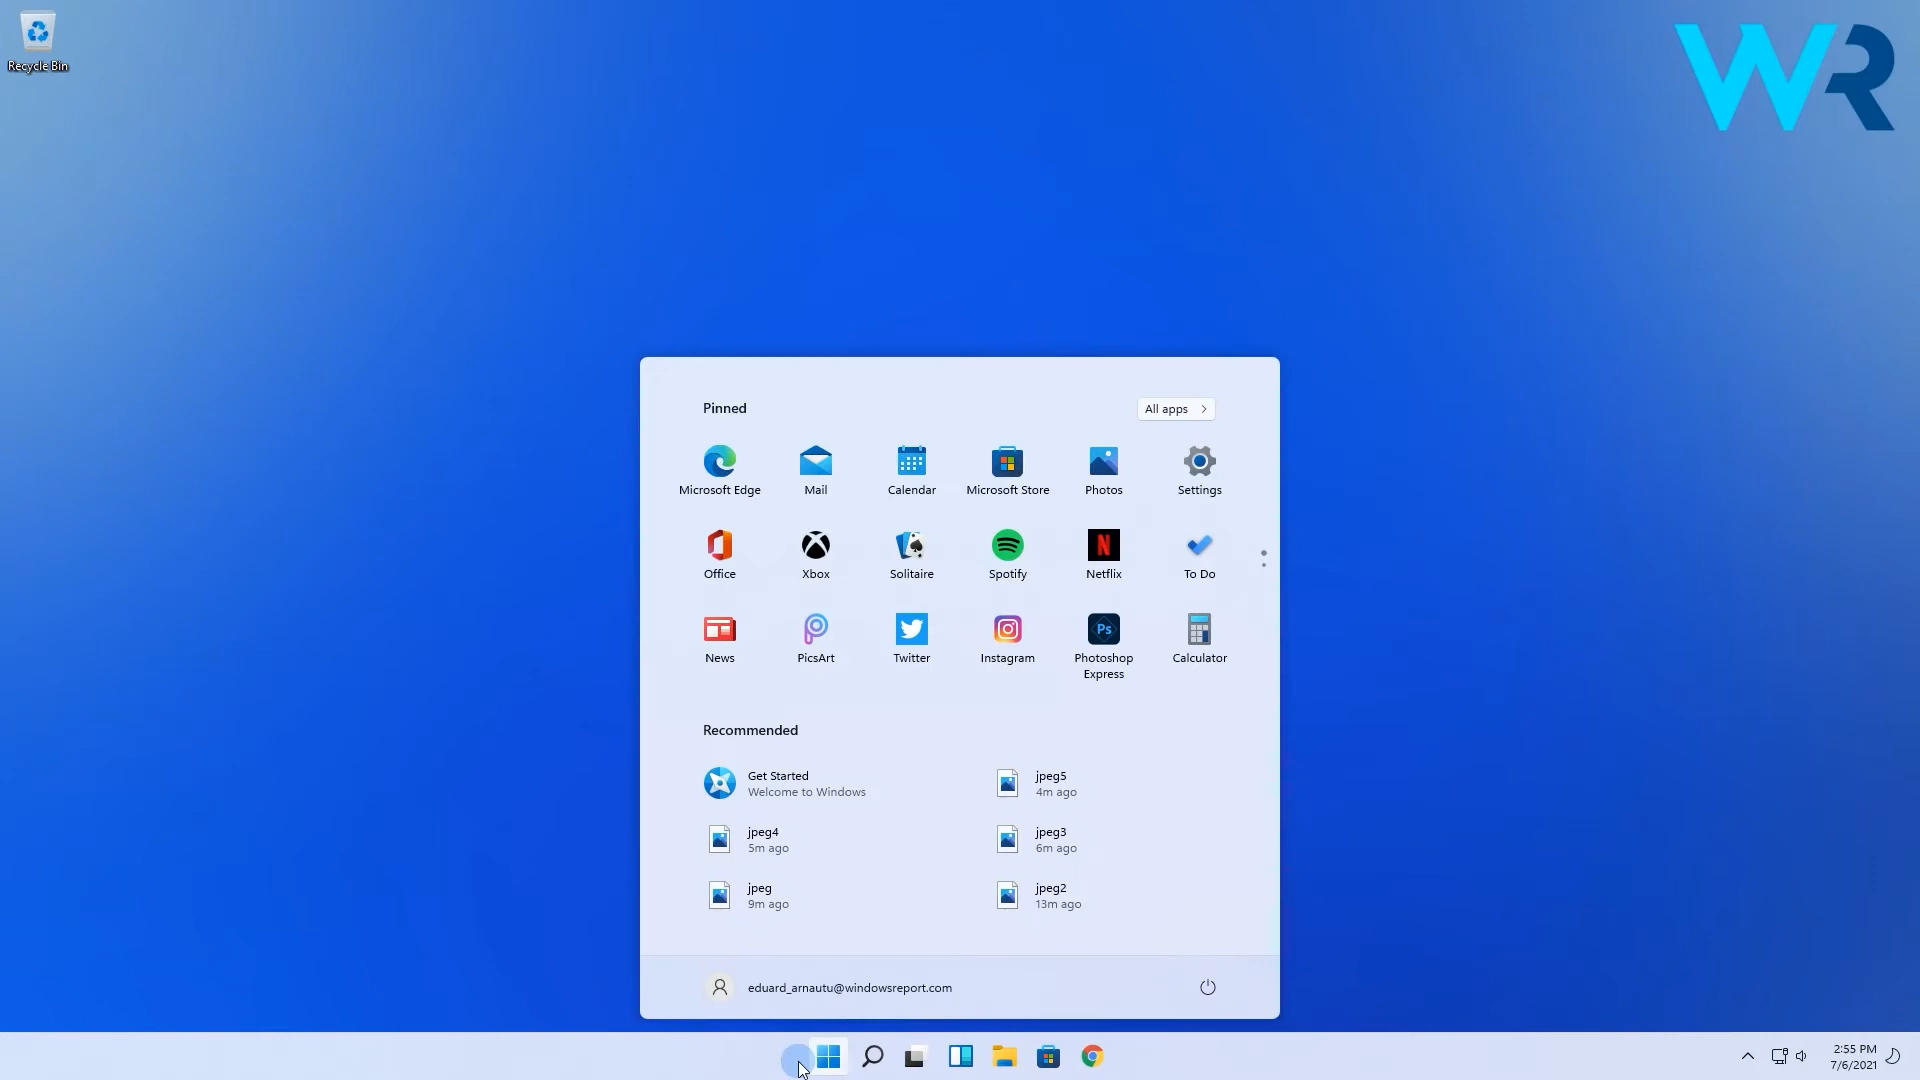 Recycle Bin
WR
Pinned
All apps
Microsoft Edge
Mail
Calendar
Microsoft Store
Photos
Settings
Office
Xbox
Solitaire
Spotify
Netflix
To Do
News
PicsArt
Twitter
Instagram
Ps
Photoshop
Express
Calculator
Recommended
Get Started
Welcome to Windows
jpeg5
4m ago
jpeg4
5m ago
jpeg3
6m ago
jpeg
9m ago
jpeg2
13m ago
eduard_arnautu@windowsreport.com
2:55 PM
7/6/2021